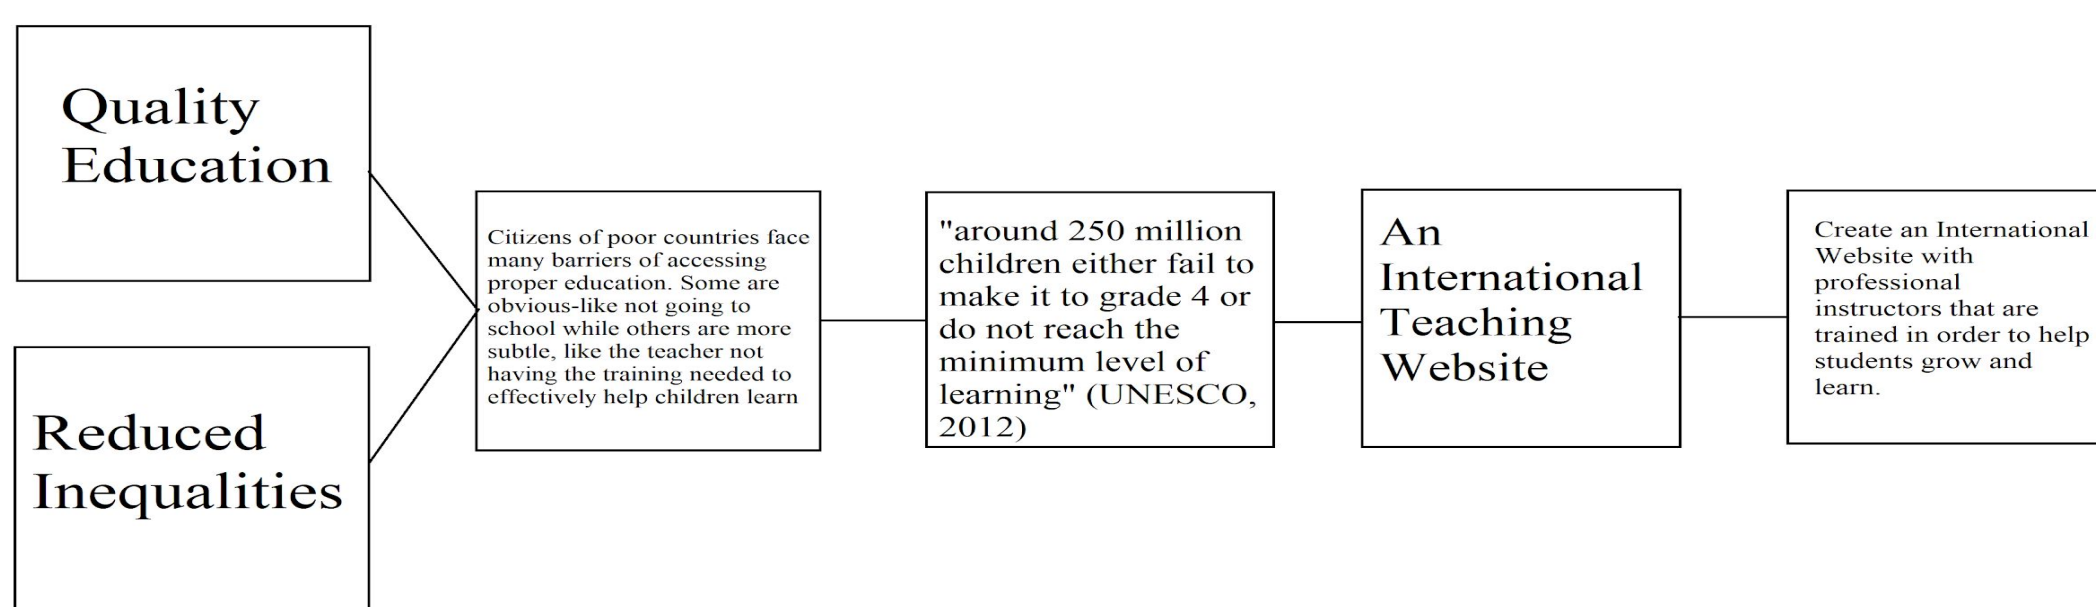 Quality
Education
Reduced
Inequalities
Citizens of poor countries face
many barriers of accessing
proper education. Some are
obvious-like not going to
school while others are more
subtle, like the teacher not
having the training needed to
effectively help children learn
"around 250 million
children either fail to
make it to grade 4 or
do not reach the
minimum level of
learning" (UNESCO,
2012)
An
International
Teaching
Website
Create an International
Website with
professional
instructors that are
trained in order to help
students grow and
learn.